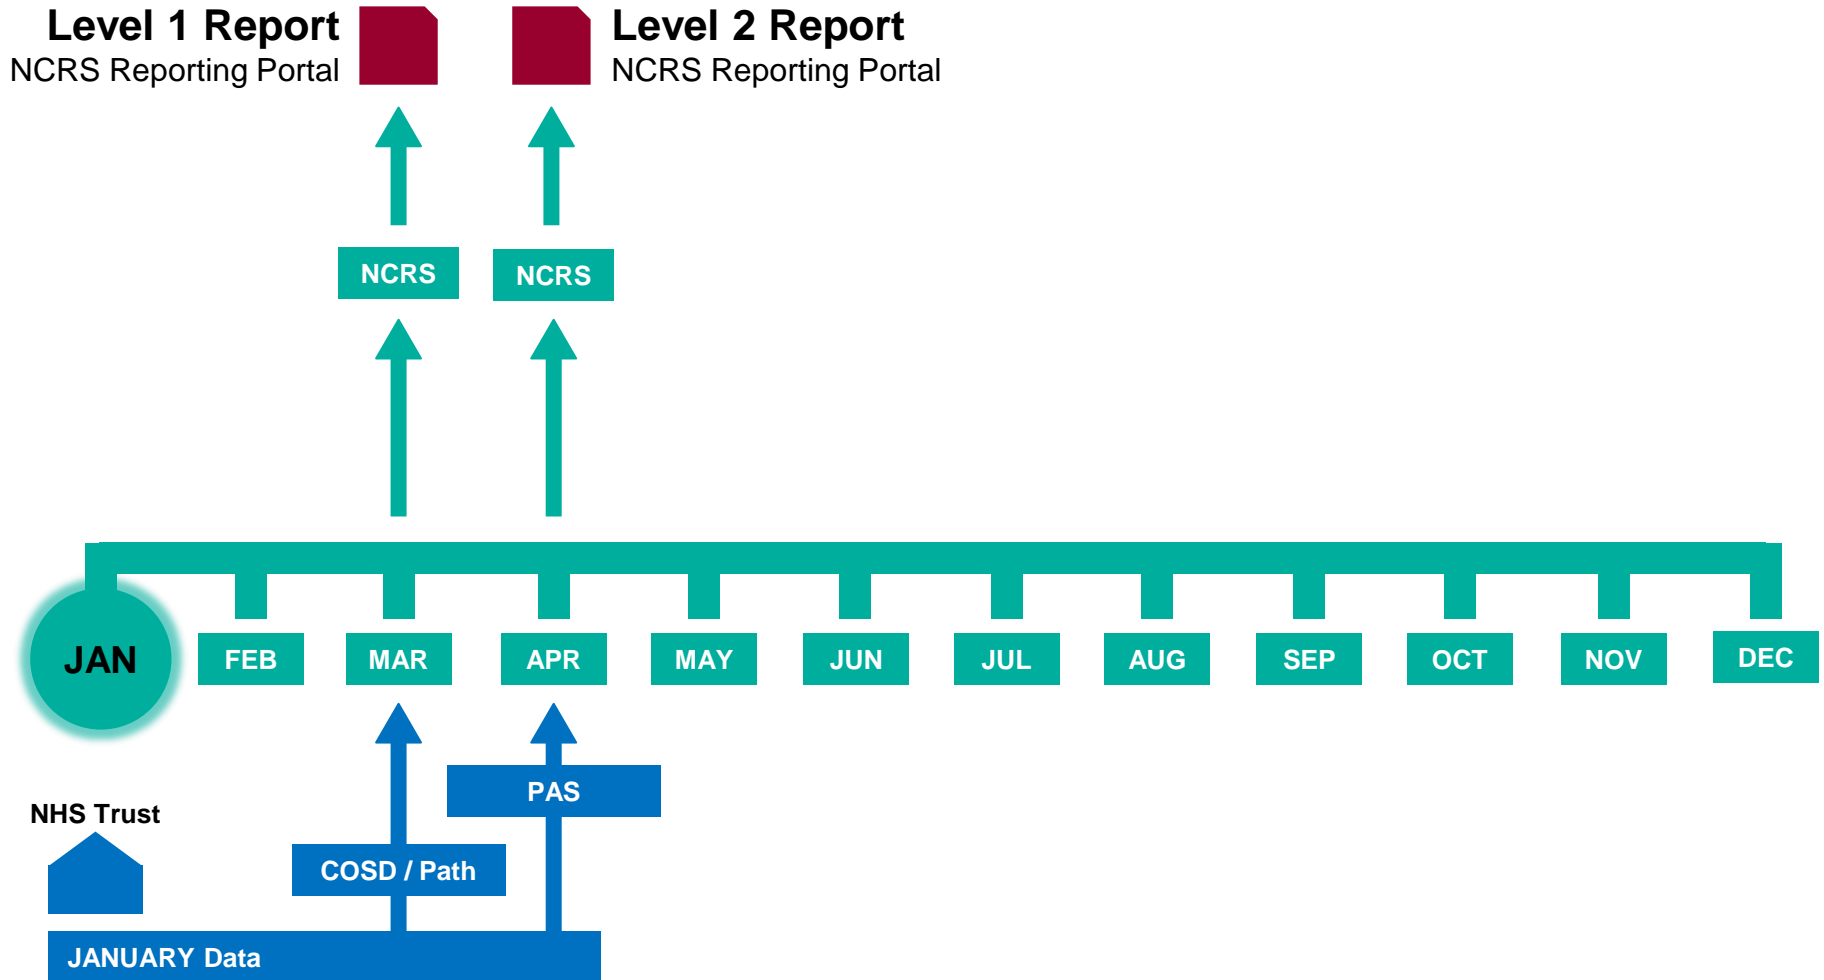 Level 1 Report
NCRS Reporting Portal
Level 2 Report
NCRS Reporting Portal
NCRS
NCRS
JAN
FEB
MAR
APR
MAY
JUN
JUL
AUG
SEP
OCT
NOV
DEC
PAS
NHS Trust
COSD / Path
JANUARY Data